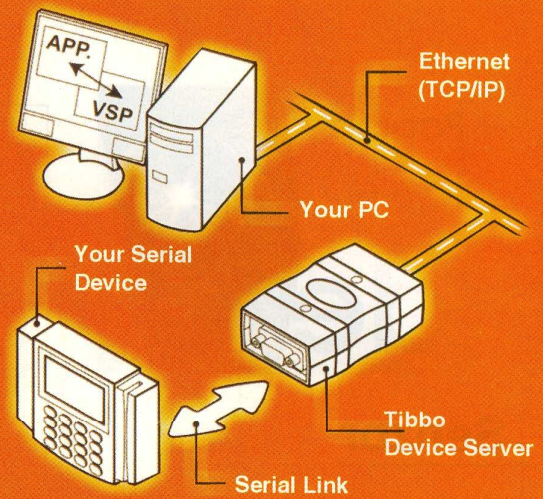 APP.
VSP
Ethernet
(TCP/IP)
Your PC
Your Serial
Device
Tibbo
Device Server
Serial Link